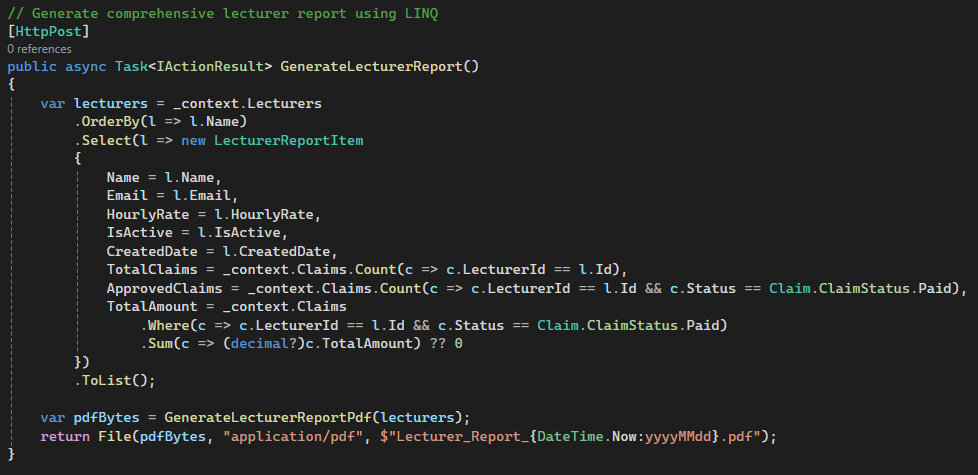 // Generate comprehensive lecturer report using LINQ
[HttpPost]
0 references
public async Task<IActionResult> GenerateLecturerReport()
{
    var lecturers = _context.Lecturers
        .OrderBy(l => l.Name)
        .Select(l => new LecturerReportItem
        {
            Name = l.Name,
            Email = l.Email,
            HourlyRate = l.HourlyRate,
            IsActive = l.IsActive,
            CreatedDate = l.CreatedDate,
            TotalClaims = _context.Claims.Count(c => c.LecturerId == l.Id),
            ApprovedClaims = _context.Claims.Count(c => c.LecturerId == l.Id && c.Status == Claim.ClaimStatus.Paid),
            TotalAmount = _context.Claims
                .Where(c => c.LecturerId == l.Id && c.Status == Claim.ClaimStatus.Paid)
                .Sum(c => (decimal?)c.TotalAmount) ?? 0
        })
        .ToList();

    var pdfBytes = GenerateLecturerReportPdf(lecturers);
    return File(pdfBytes, "application/pdf", $"Lecturer_Report_{DateTime.Now:yyyyMMdd}.pdf");
}